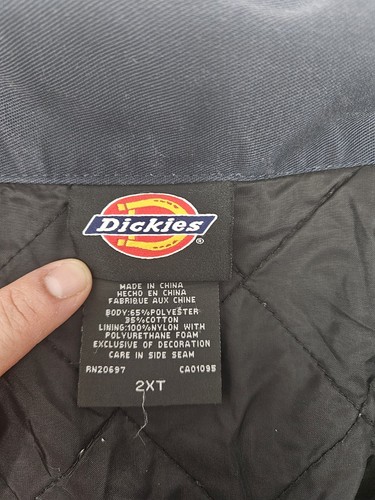 Dickies®
MADE IN CHINA
HECHO EN CHINA
FABRIQUE AUX CHINE
BODY:65%POLYESTER
35%COTTON
LINING:100%NYLON WITH
POLYURETHANE FOAM
EXCLUSIVE OF DECORATION
CARE IN SIDE SEAM
RN20697 CA01095
2XT